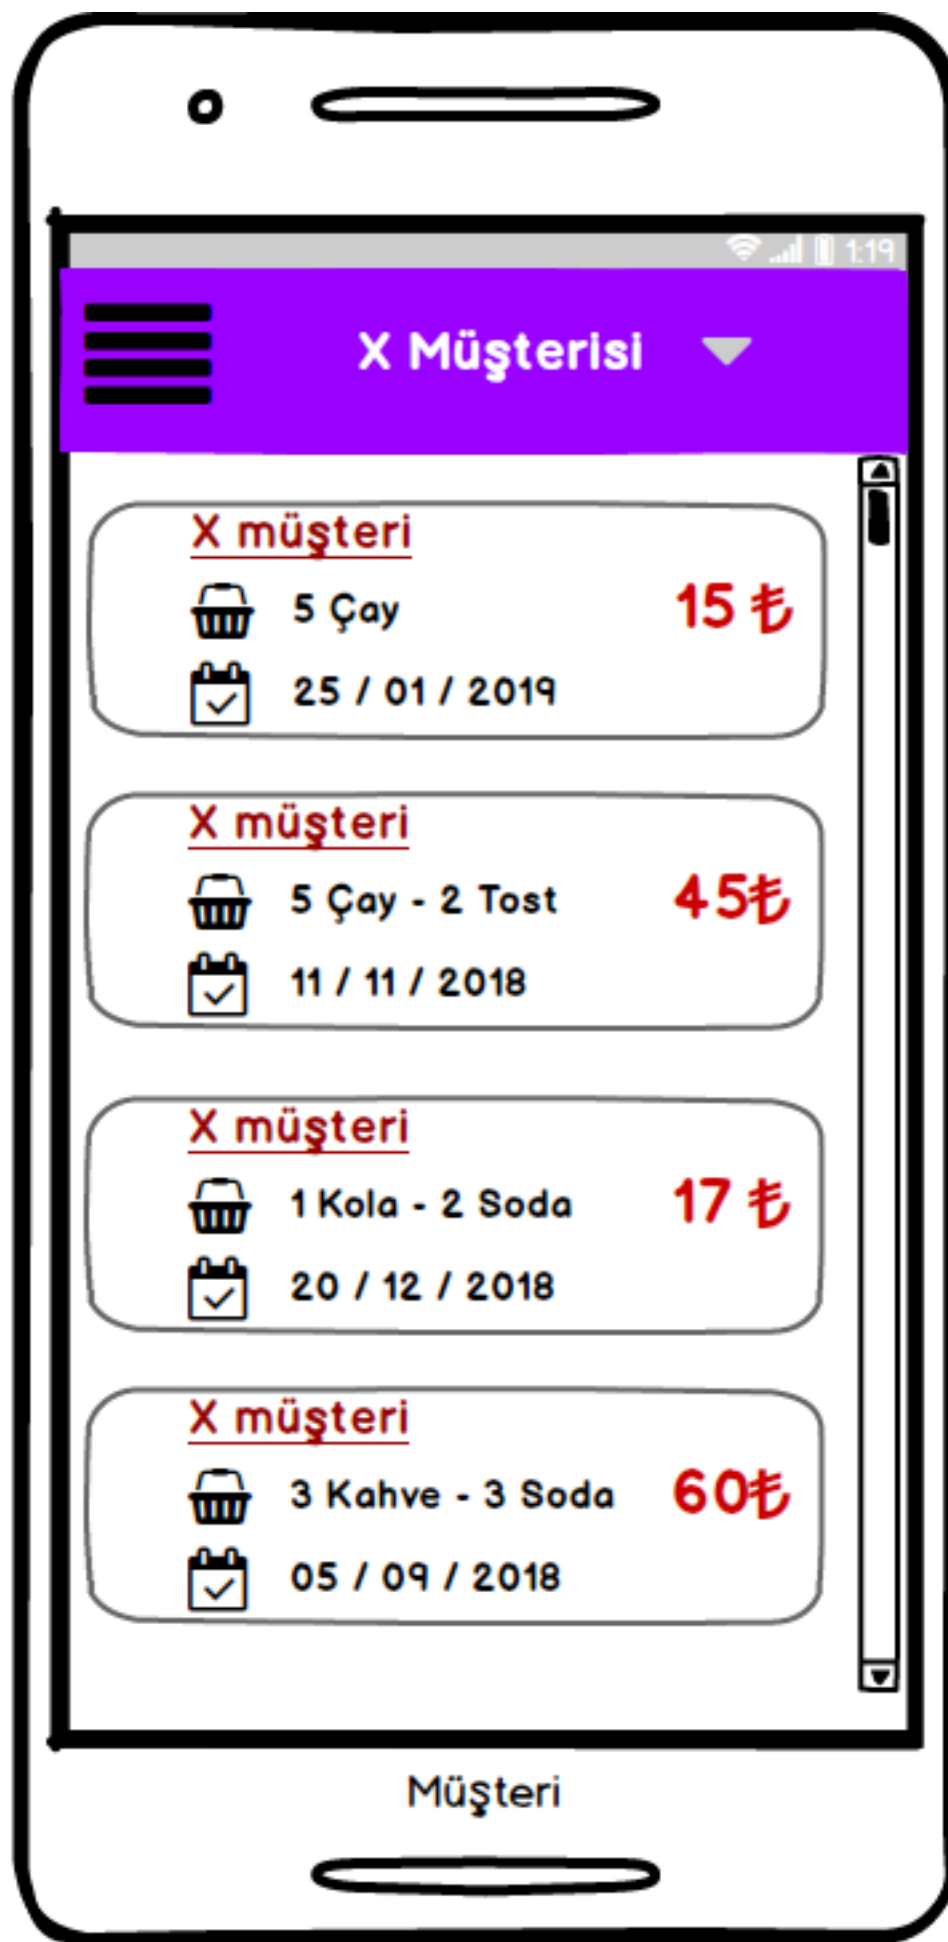 1:19
X Müşterisi
X müşteri
5 Çay
15 ₺
25 / 01 / 2019
X müşteri
5 Çay - 2 Tost
45₺
11 / 11 / 2018
X müşteri
1 Kola - 2 Soda
17 ₺
20 / 12 / 2018
X müşteri
3 Kahve - 3 Soda
60₺
05 / 09 / 2018
Müşteri